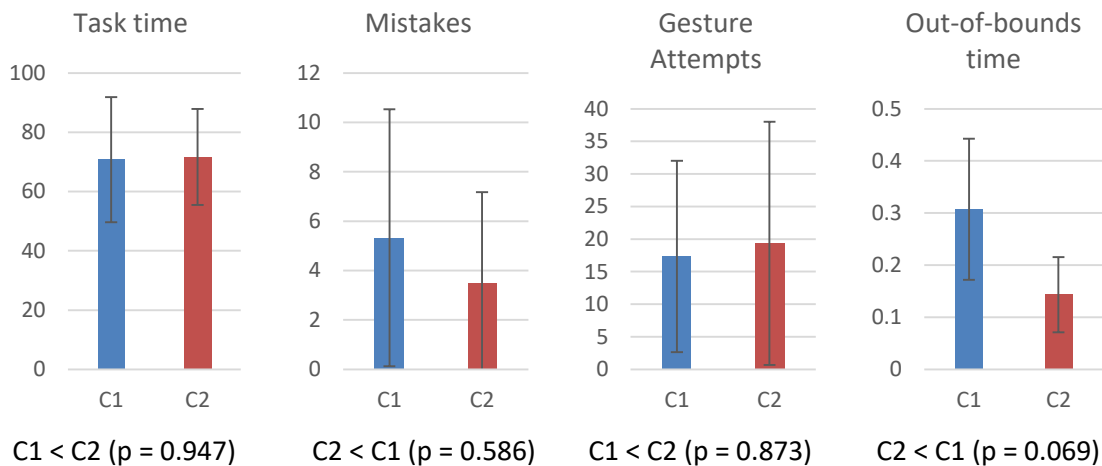 Task time
100
80
60
40
20
0
C1 C2
C1 < C2 (p = 0.947)
Mistakes
12
10
8
6
4
2
0
C1 C2
C2 < C1 (p = 0.586)
Gesture
Attempts
40
35
30
25
20
15
10
5
0
C1 C2
C1 < C2 (p = 0.873)
Out-of-bounds
time
0.5
0.4
0.3
0.2
0.1
0
C1 C2
C2 < C1 (p = 0.069)